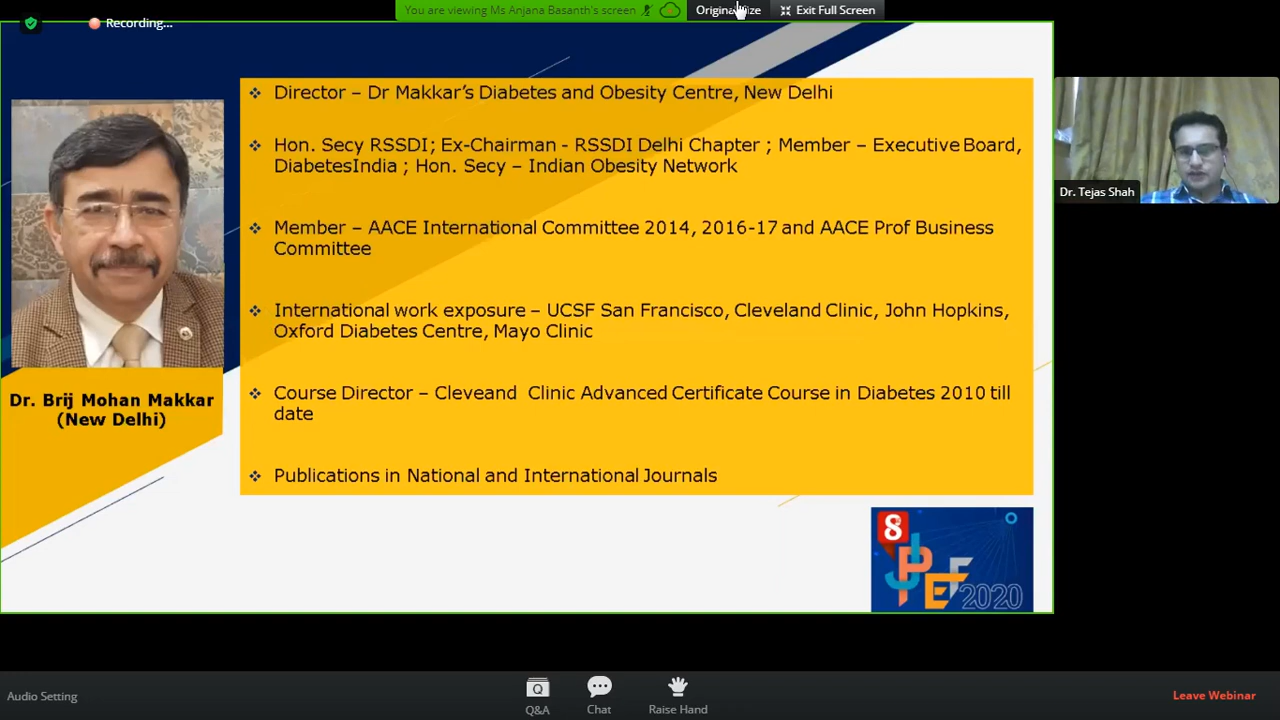 You are viewing Ms Anjana Basanth's screen
Exit Full Screen
Recording...
❖ Director – Dr Makkar's Diabetes and Obesity Centre, New Delhi
❖ Hon. Secy RSSDI; Ex-Chairman - RSSDI Delhi Chapter ; Member – Executive Board,
DiabetesIndia ; Hon. Secy – Indian Obesity Network
❖ Member – AACE International Committee 2014, 2016-17 and AACE Prof Business
Committee
❖ International work exposure – UCSF San Francisco, Cleveland Clinic, John Hopkins,
Oxford Diabetes Centre, Mayo Clinic
❖ Course Director – Cleveand Clinic Advanced Certificate Course in Diabetes 2010 till
date
❖ Publications in National and International Journals
Dr. Brij Mohan Makkar
(New Delhi)
Dr. Tejas Shah
8
JPEF
2020
Audio Setting
Q&A
Chat
Raise Hand
Leave Webinar